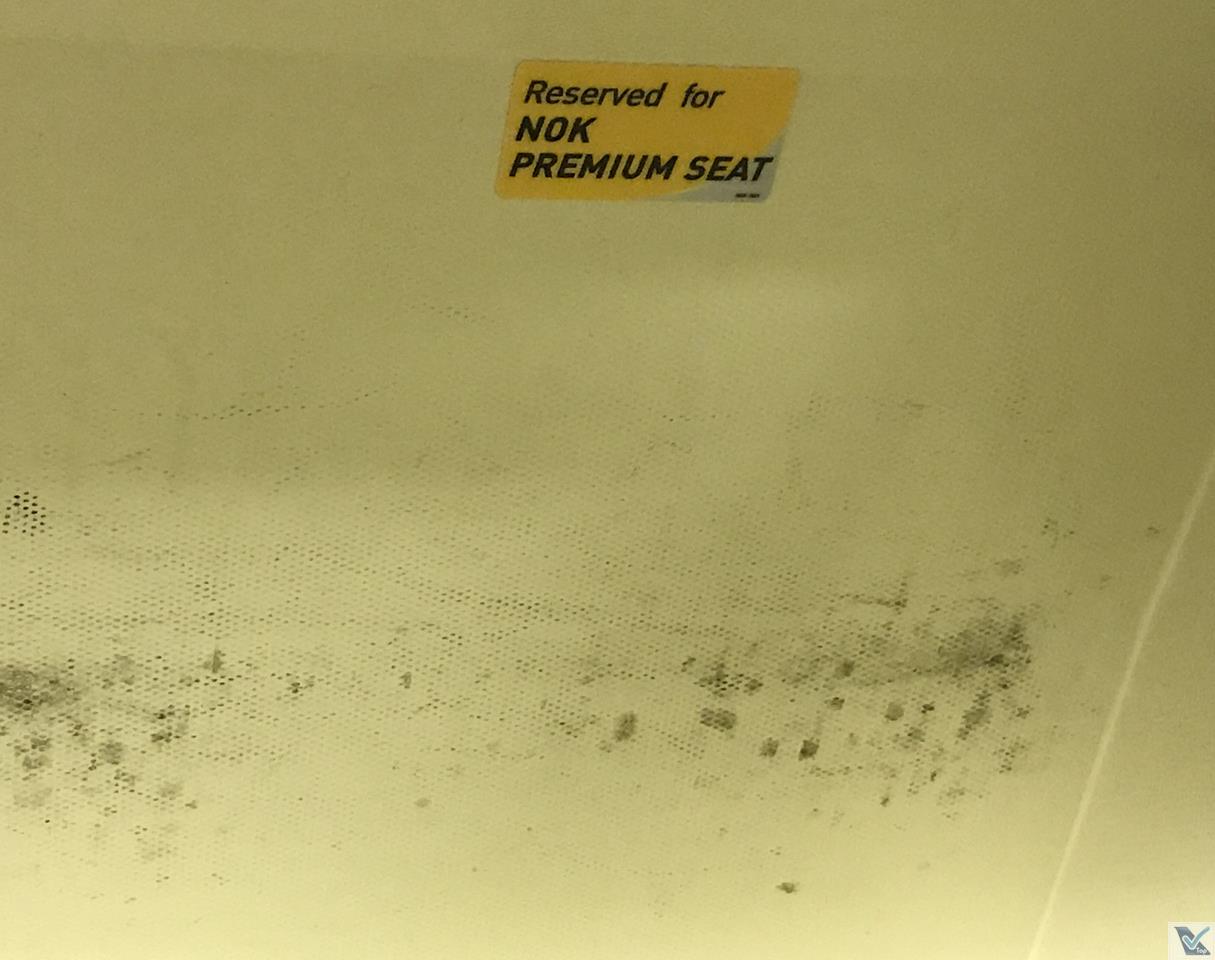 Reserved for
NOK
PREMIUM SEAT